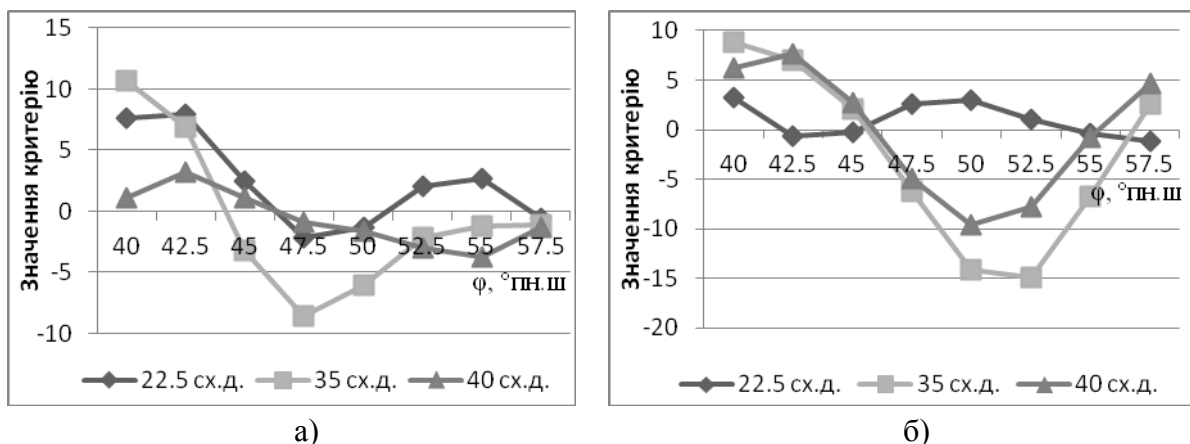 Значення критерію
15
10
5
0
-5
-10
40 42.5 45 47.5 50 52.5 55 57.5
φ, °пн.ш
22.5 сх.д. 35 сх.д. 40 сх.д.
а)
Значення критерію
10
5
0
-5
-10
-15
-20
40 42.5 45 47.5 50 52.5 55 57.5
φ, °пн.ш
22.5 сх.д. 35 сх.д. 40 сх.д.
б)